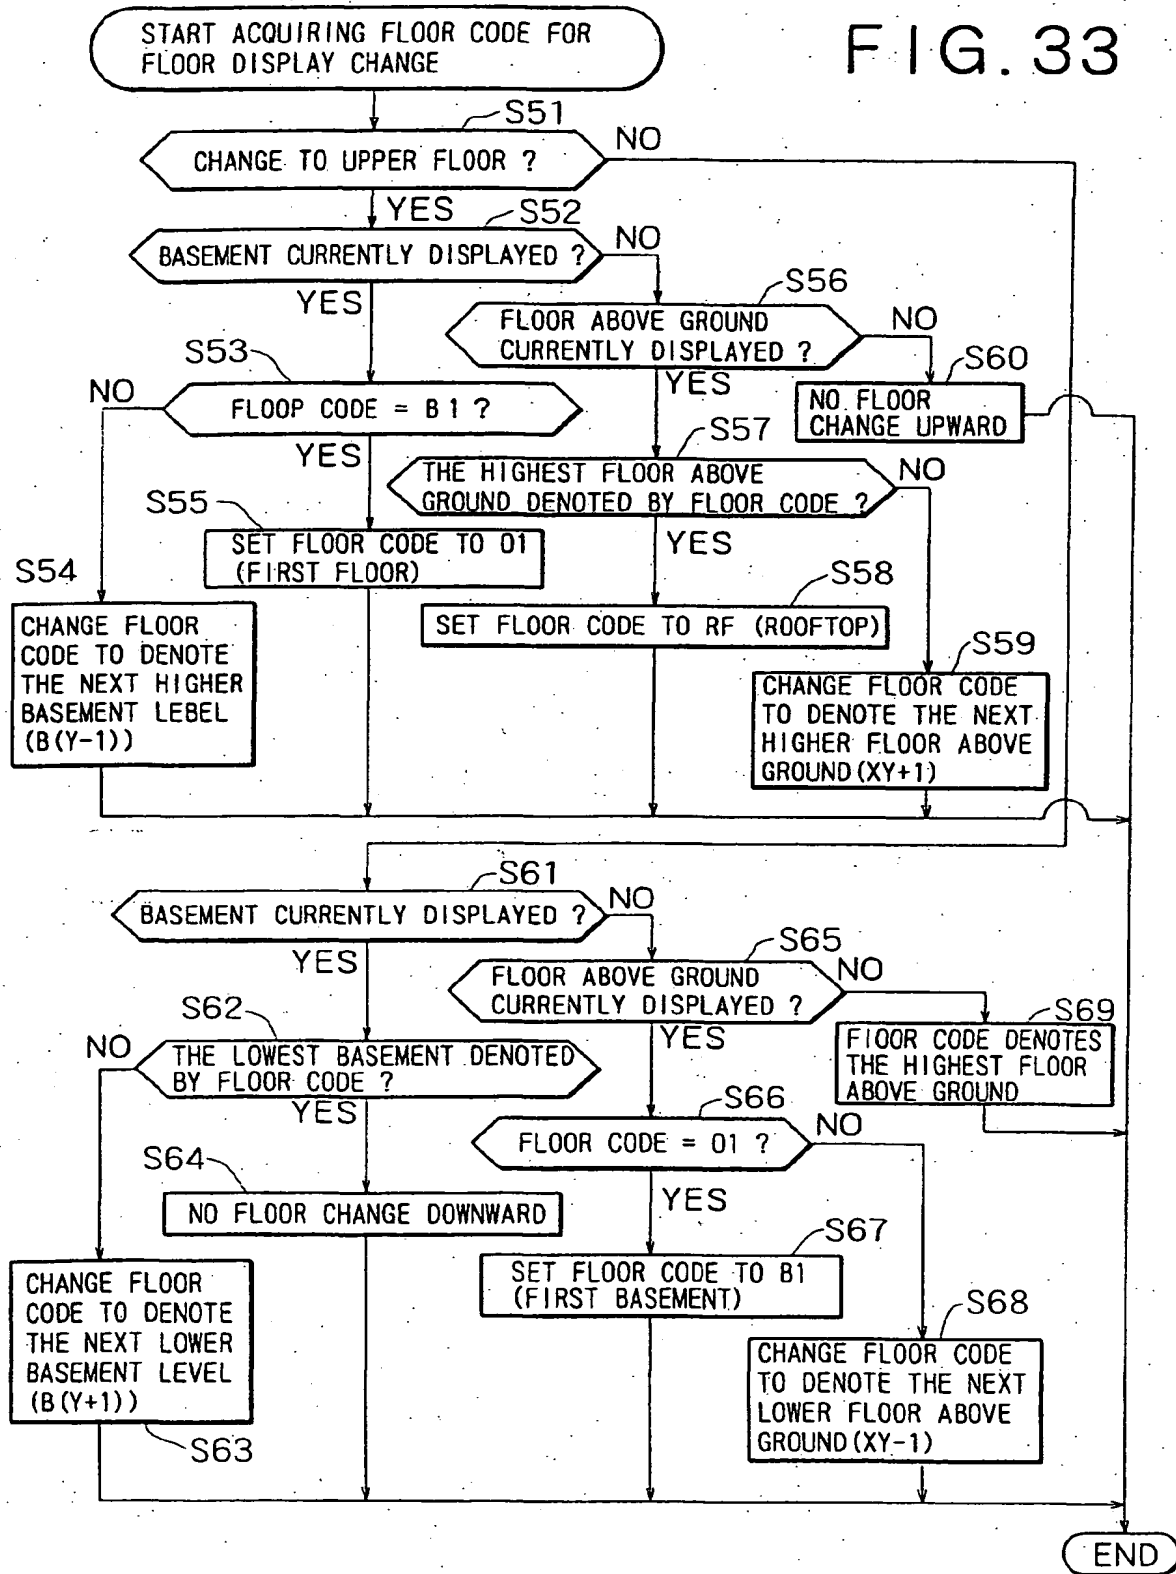 START ACQUIRING FLOOR CODE FOR
FLOOR DISPLAY CHANGE
FIG. 33
S51
CHANGE TO UPPER FLOOR ?
NO
YES
S52
BASEMENT CURRENTLY DISPLAYED ?
NO
YES
S56
FLOOR ABOVE GROUND
CURRENTLY DISPLAYED ?
NO
YES
S60
NO FLOOR
CHANGE UPWARD
S53
NO
FLOOP CODE = B1 ?
YES
S57
THE HIGHEST FLOOR ABOVE
GROUND DENOTED BY FLOOR CODE ?
NO
YES
S55
SET FLOOR CODE TO 01
(FIRST FLOOR)
S54
CHANGE FLOOR
CODE TO DENOTE
THE NEXT HIGHER
BASEMENT LEBEL
(B(Y-1))
S58
SET FLOOR CODE TO RF (ROOFTOP)
S59
CHANGE FLOOR CODE
TO DENOTE THE NEXT
HIGHER FLOOR ABOVE
GROUND(XY+1)
S61
BASEMENT CURRENTLY DISPLAYED ?
NO
YES
S65
FLOOR ABOVE GROUND
CURRENTLY DISPLAYED ?
NO
YES
S69
FIOOR CODE DENOTES
THE HIGHEST FLOOR
ABOVE GROUND
S62
NO
THE LOWEST BASEMENT DENOTED
BY FLOOR CODE ?
YES
S66
FLOOR CODE = 01 ?
NO
YES
S64
NO FLOOR CHANGE DOWNWARD
S67
SET FLOOR CODE TO B1
(FIRST BASEMENT)
CHANGE FLOOR
CODE TO DENOTE
THE NEXT LOWER
BASEMENT LEVEL
(B(Y+1))
S63
S68
CHANGE FLOOR CODE
TO DENOTE THE NEXT
LOWER FLOOR ABOVE
GROUND(XY-1)
END